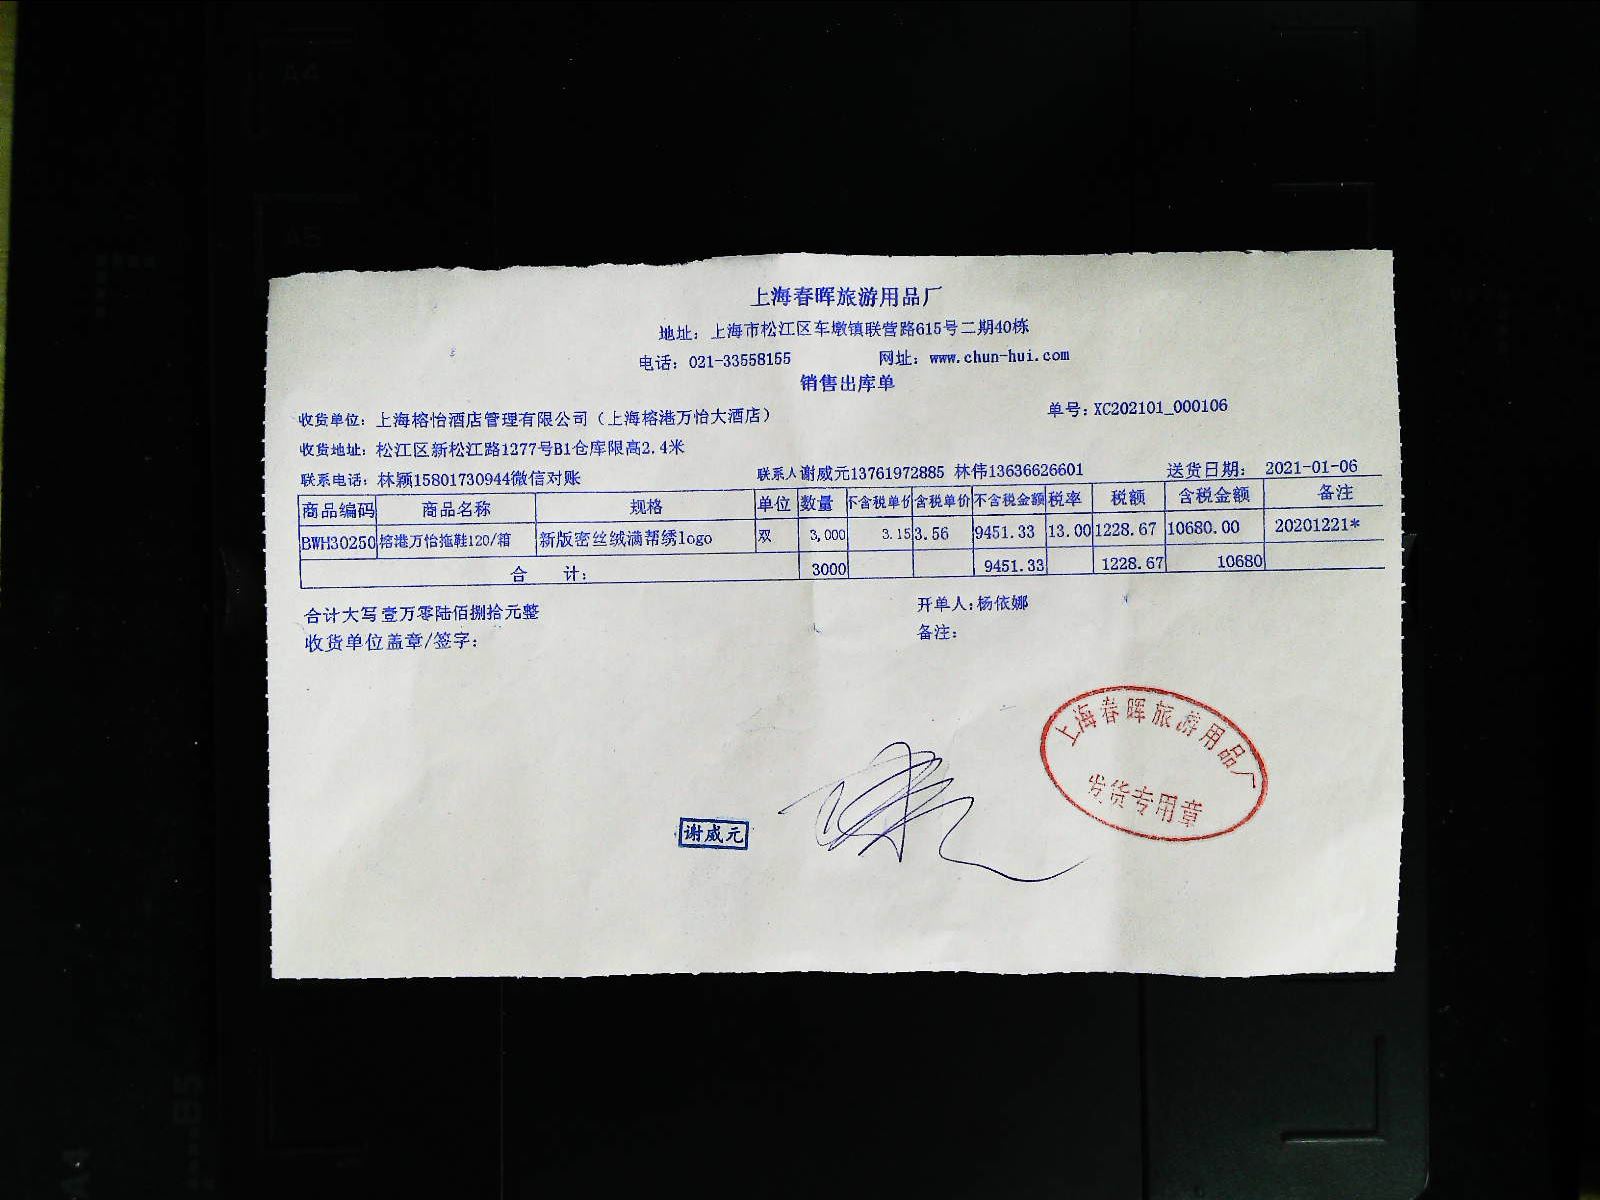 A4
A5
上海春晖旅游用品厂
地址：上海市松江区车墩镇联营路615号二期40栋
电话：021-33558155 网址：www.chun-hui.com
销售出库单
收货单位：上海榕怡酒店管理有限公司（上海榕港万怡大酒店） 单号：XC202101_000106
收货地址：松江区新松江路1277号B1仓库限高2.4米
联系电话：林颖15801730944微信对账 联系人谢威元13761972885 林伟13636626601 送货日期： 2021-01-06
商品编码 商品名称 规格 单位 数量 不含税单价 含税单价 不含税金额 税率 税额 含税金额 备注
BWH30250 榕港万怡拖鞋120/箱 新版密丝绒满帮绣logo 双 3,000 3.15 3.56 9451.33 13.00 1228.67 10680.00 20201221*
合 计： 3000 9451.33 1228.67 10680
合计大写 壹万零陆佰捌拾元整 开单人：杨依娜
收货单位盖章/签字： 备注：
上海春晖旅游用品厂
发货专用章
谢威元
B5
A4